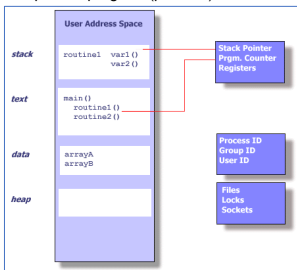 User Address Space
stack
routine1 var1()
var2()
Stack Pointer
Prgm. Counter
Registers
text
main()
routine1()
routine2()
data
arrayA
arrayB
Process ID
Group ID
User ID
heap
Files
Locks
Sockets